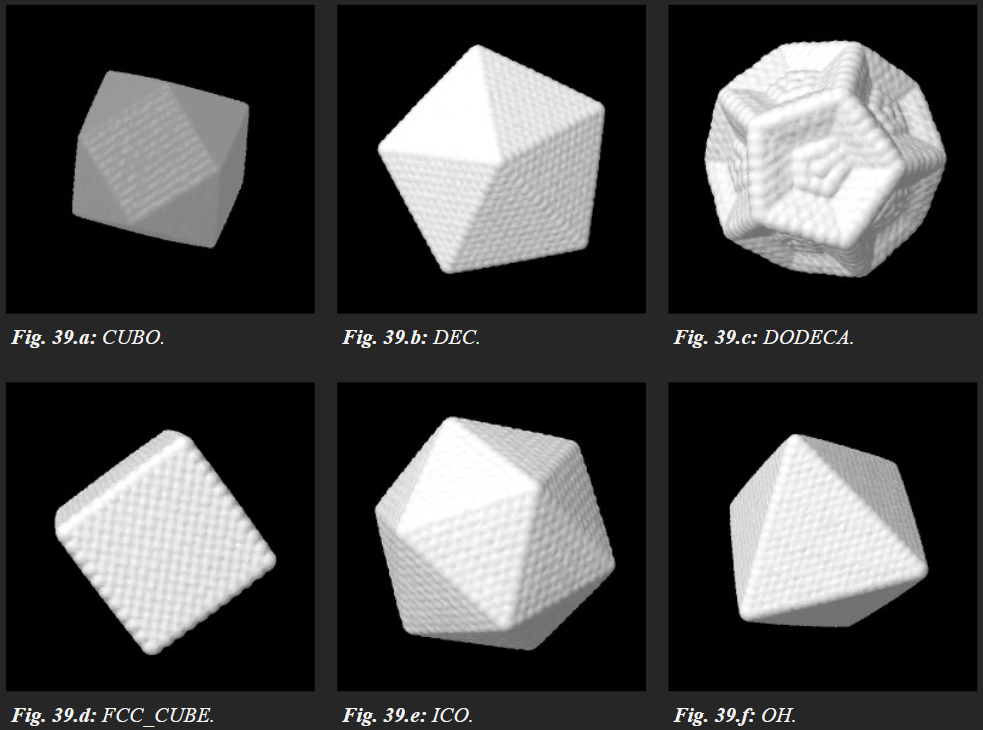 Fig. 39.a: CUBO.
Fig. 39.b: DEC.
Fig. 39.c: DODECA.
Fig. 39.d: FCC_CUBE.
Fig. 39.e: ICO.
Fig. 39.f: OH.